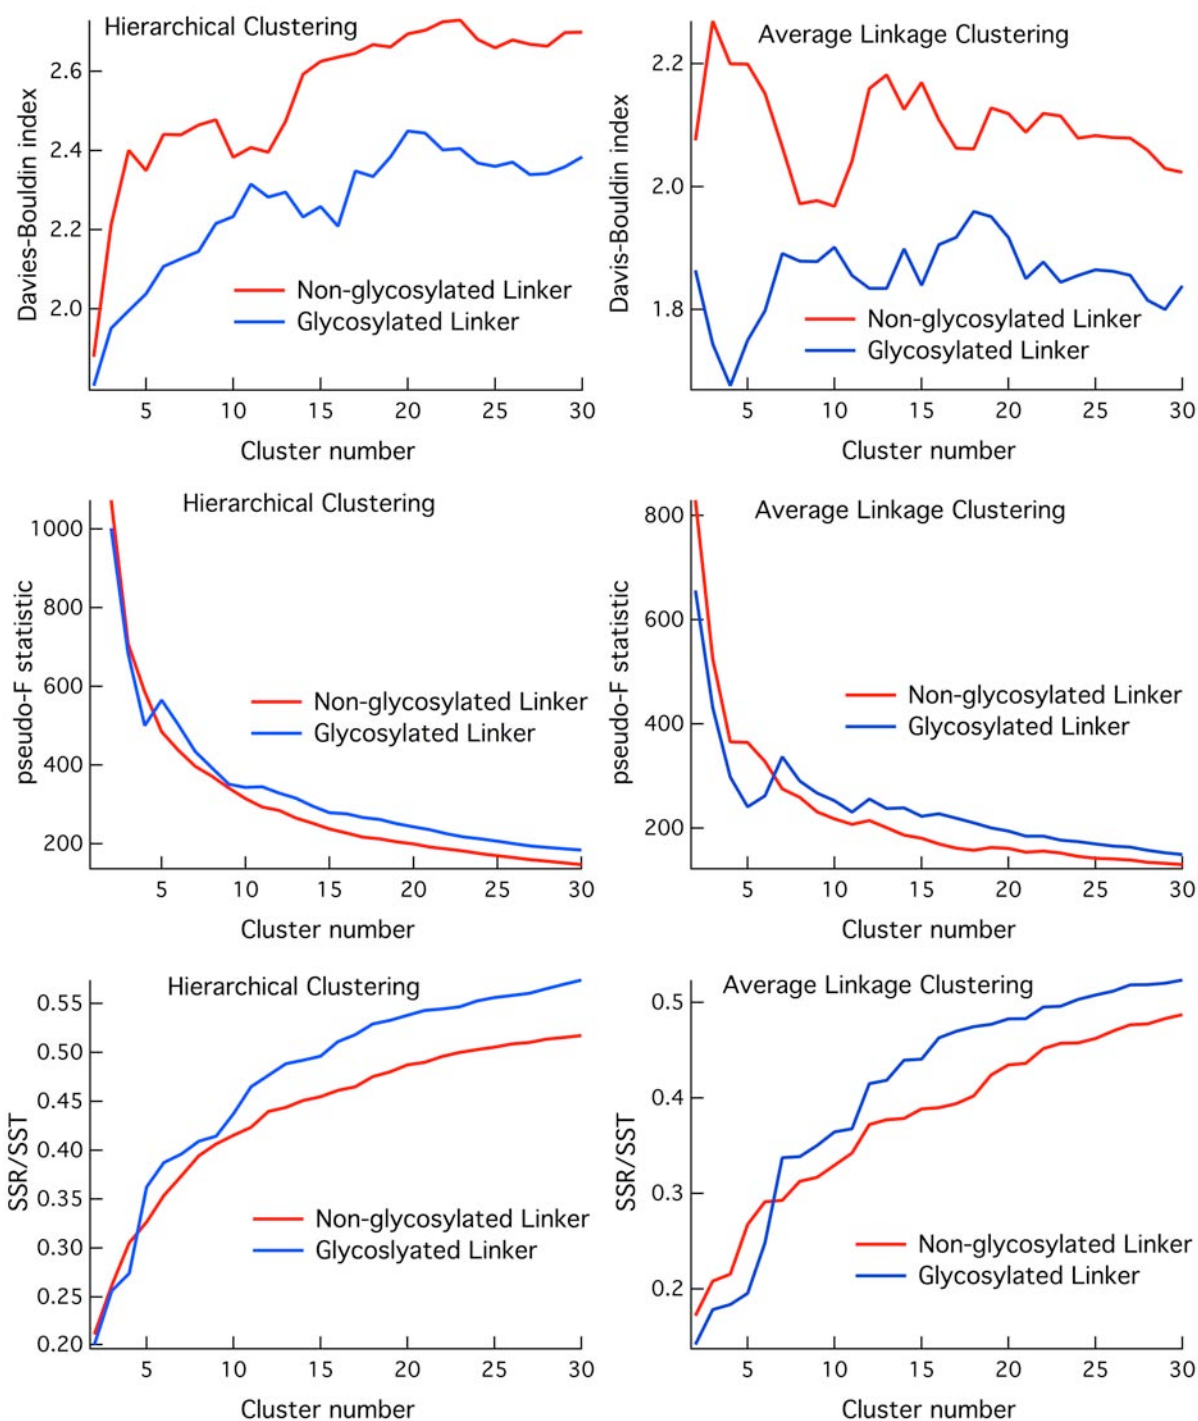 Hierarchical Clustering
Davies-Bouldin index
2.6
2.4
2.2
2.0
Non-glycosylated Linker
Glycosylated Linker
5 10 15 20 25 30
Cluster number
Average Linkage Clustering
Davis-Bouldin index
2.2
2.0
1.8
Non-glycosylated Linker
Glycosylated Linker
5 10 15 20 25 30
Cluster number
Hierarchical Clustering
pseudo-F statistic
1000
800
600
400
200
Non-glycosylated Linker
Glycosylated Linker
5 10 15 20 25 30
Cluster number
Average Linkage Clustering
pseudo-F statistic
800
600
400
200
Non-glycosylated Linker
Glycosylated Linker
5 10 15 20 25 30
Cluster number
Hierarchical Clustering
SSR/SST
0.55
0.50
0.45
0.40
0.35
0.30
0.25
0.20
Non-glycosylated Linker
Glycoslyated Linker
5 10 15 20 25 30
Cluster number
Average Linkage Clustering
SSR/SST
0.5
0.4
0.3
0.2
Non-glycosylated Linker
Glycosylated Linker
5 10 15 20 25 30
Cluster number